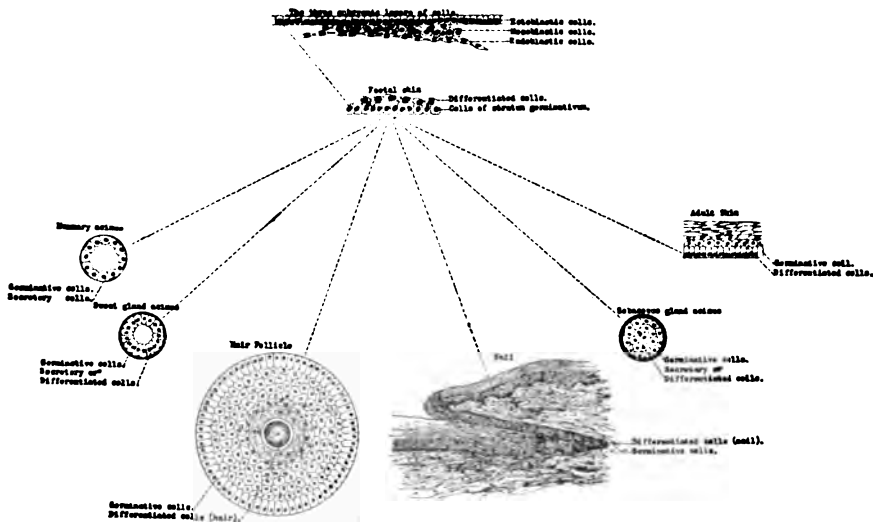 The three embryonic layers of cells.
Ectoblastic cells.
Mesoblastic cells.
Endoblastic cells.
Foetal skin
Differentiated cells.
Cells of stratum germinativum.
Mammary acinus
Germinative cells.
Secretory cells.
Sweat gland acinus
Germinative cells.
Secretory or
Differentiated cells.
Hair Follicle
Germinative cells.
Differentiated cells (hair).
Nail
Differentiated cells (nail).
Germinative cells.
Sebaceous gland acinus
Germinative cells.
Secretory or
Differentiated cells.
Adult Skin
Germinative cell.
Differentiated cells.